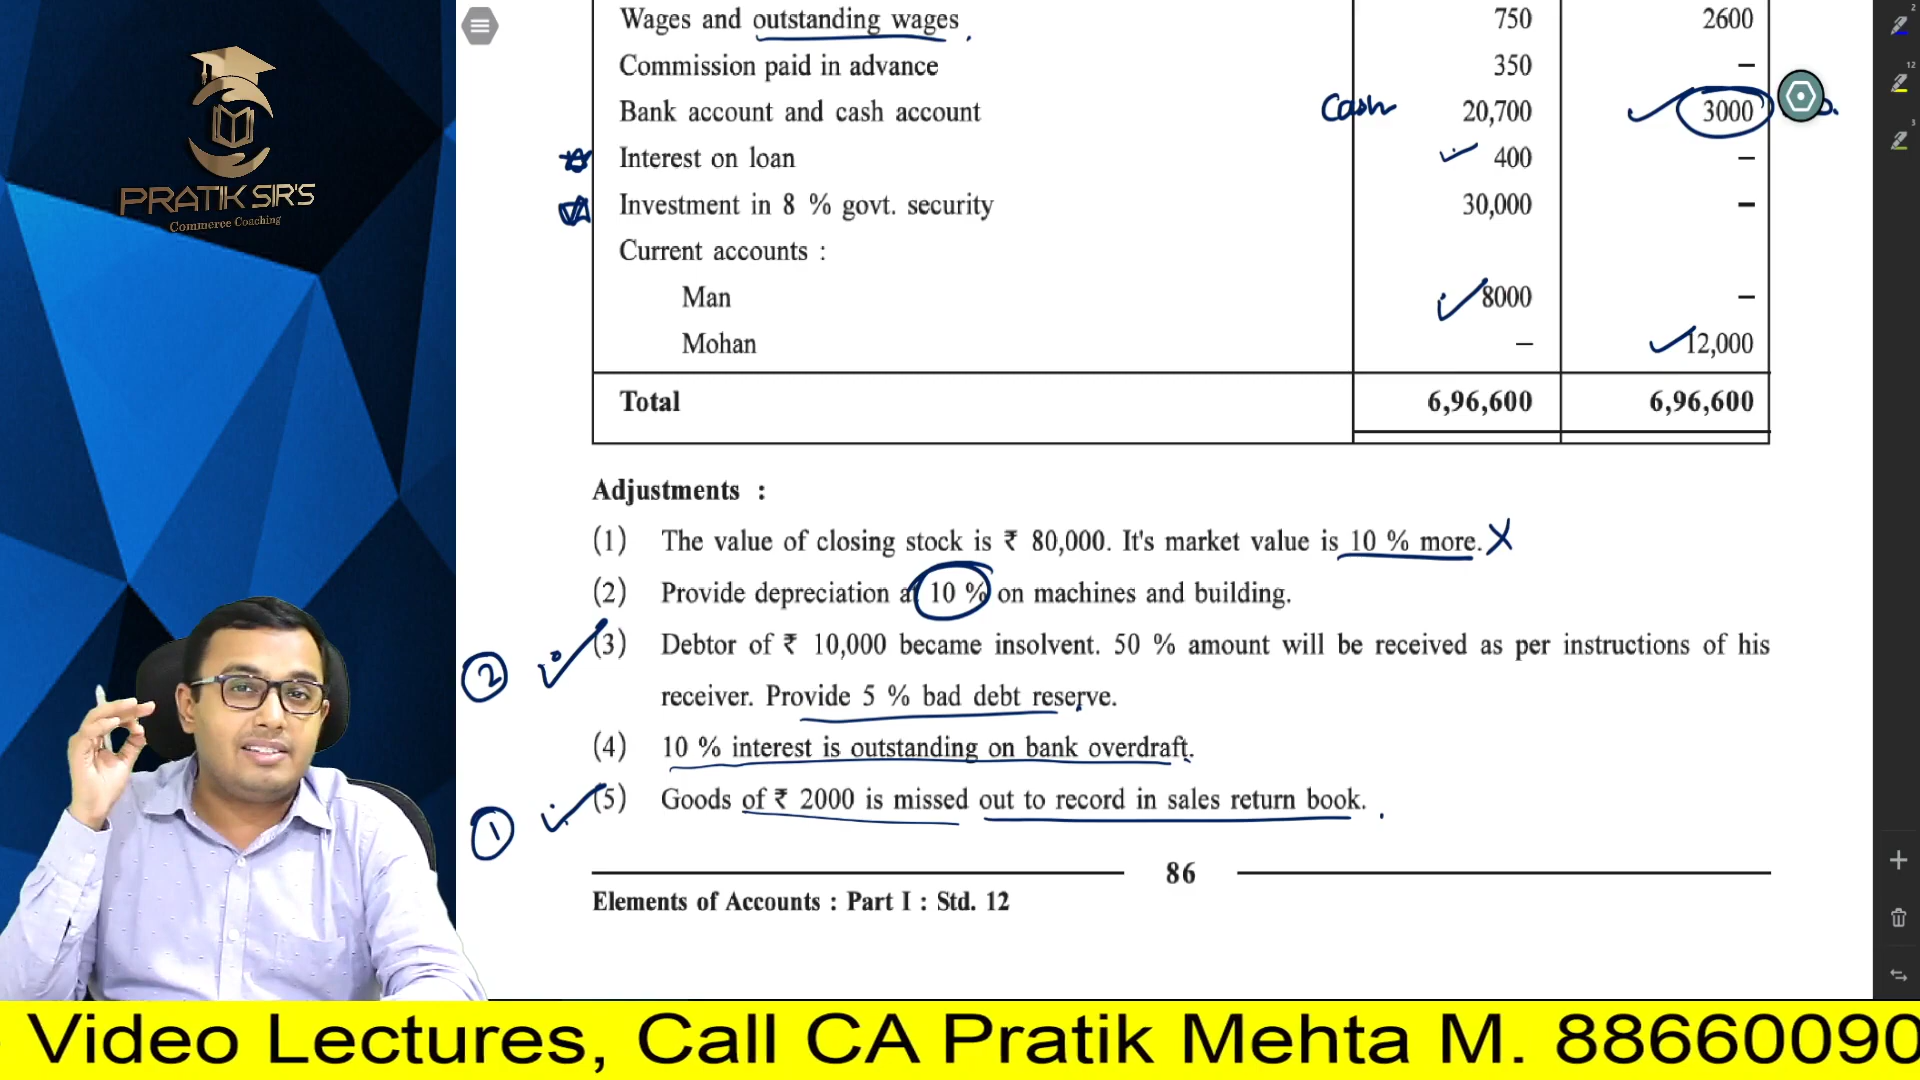 PRATIK SIR'S
Commerce Coaching
Wages and outstanding wages 750 2600
Commission paid in advance 350 –
Bank account and cash account Cash 20,700 3000
Interest on loan 400 –
Investment in 8 % govt. security 30,000 –
Current accounts :
Man 8000 –
Mohan – 12,000
Total 6,96,600 6,96,600
Adjustments :
(1) The value of closing stock is ₹ 80,000. It's market value is 10 % more. X
(2) Provide depreciation at 10 % on machines and building.
2 (3) Debtor of ₹ 10,000 became insolvent. 50 % amount will be received as per instructions of his
receiver. Provide 5 % bad debt reserve.
(4) 10 % interest is outstanding on bank overdraft.
1 (5) Goods of ₹ 2000 is missed out to record in sales return book.
86
Elements of Accounts : Part I : Std. 12
Video Lectures, Call CA Pratik Mehta M. 88660090
2
12
3